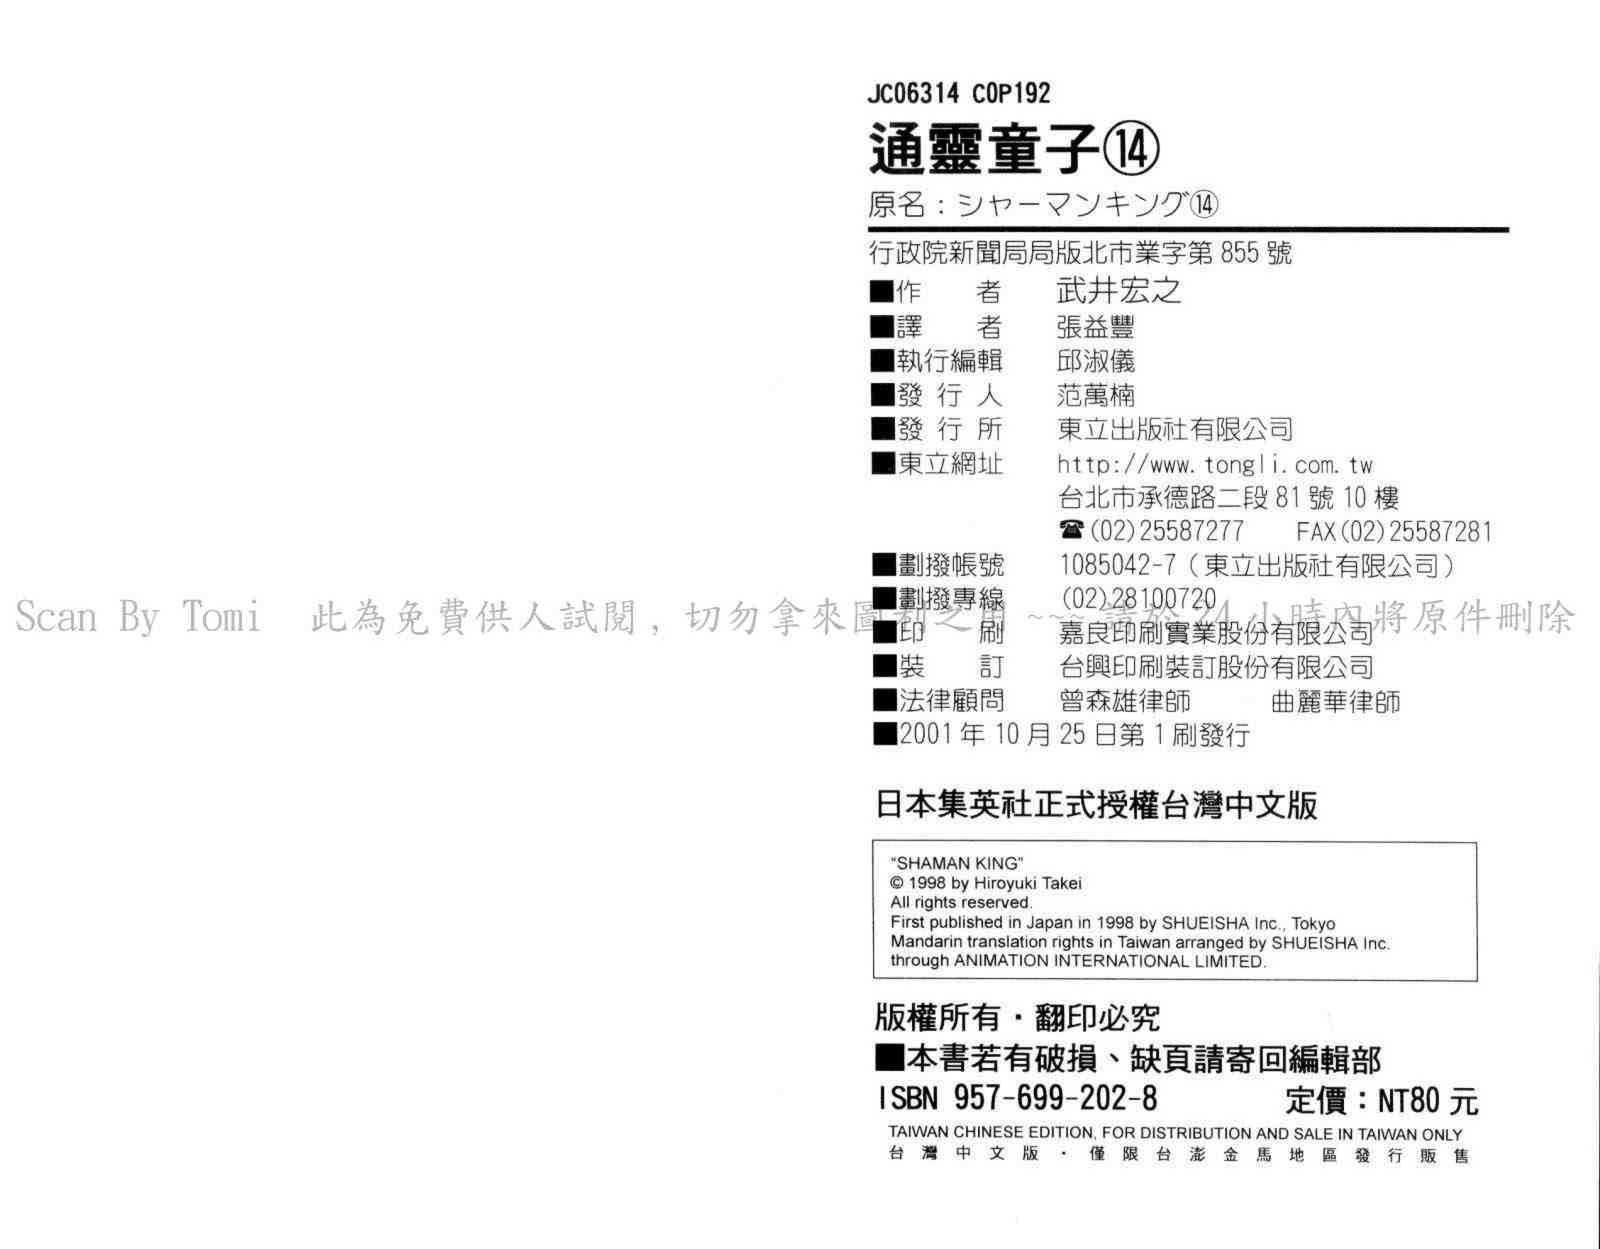 JC06314 C0P192
通靈童子⑭
原名：シャーマンキング⑭
行政院新聞局局版北市業字第 855 號
■作　者　武井宏之
■譯　者　張益豐
■執行編輯　邱淑儀
■發 行 人　范萬楠
■發 行 所　東立出版社有限公司
■東立網址　http://www.tongli.com.tw
台北市承德路二段 81 號 10 樓
☎(02)25587277　FAX(02)25587281
■劃撥帳號　1085042-7（東立出版社有限公司）
■劃撥專線　(02)28100720
Scan By Tomi　此為免費供人試閱，切勿拿來圖利之用 ~~~ 請於 24 小時內將原件刪除
■印　刷　嘉良印刷實業股份有限公司
■裝　訂　台興印刷裝訂股份有限公司
■法律顧問　曾森雄律師　曲麗華律師
■2001 年 10 月 25 日第 1 刷發行
日本集英社正式授權台灣中文版
“SHAMAN KING”
© 1998 by Hiroyuki Takei
All rights reserved.
First published in Japan in 1998 by SHUEISHA Inc., Tokyo
Mandarin translation rights in Taiwan arranged by SHUEISHA Inc.
through ANIMATION INTERNATIONAL LIMITED.
版權所有・翻印必究
■本書若有破損、缺頁請寄回編輯部
ISBN 957-699-202-8　定價：NT80 元
TAIWAN CHINESE EDITION, FOR DISTRIBUTION AND SALE IN TAIWAN ONLY
台灣中文版・僅限台澎金馬地區發行販售